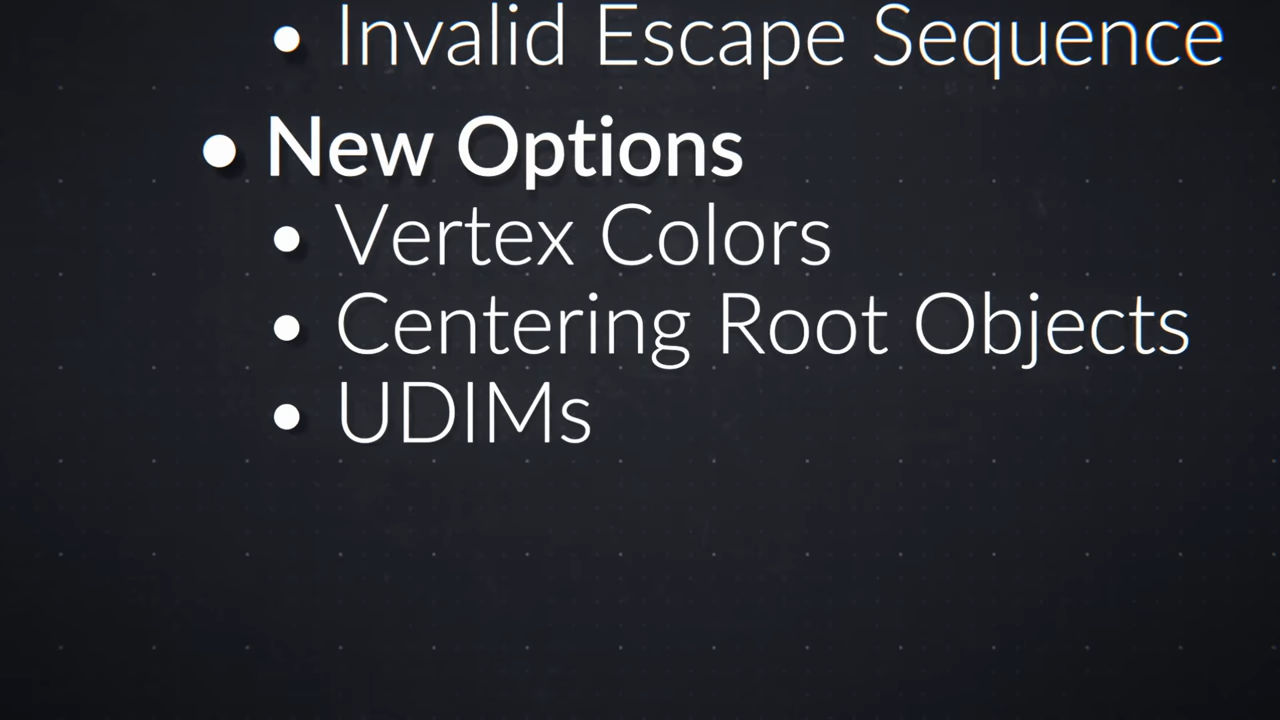 • Invalid Escape Sequence
• New Options
• Vertex Colors
• Centering Root Objects
• UDIMs